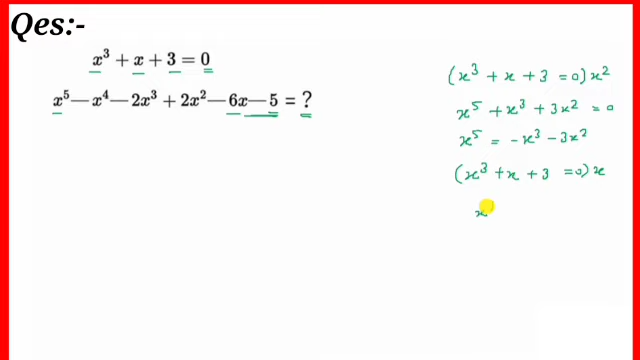 Qes:-
x³ + x + 3 = 0
x⁵ — x⁴ — 2x³ + 2x² — 6x — 5 = ?
(x³ + x + 3 = 0) x²
x⁵ + x³ + 3x² = 0
x⁵ = -x³ - 3x²
(x³ + x + 3 = 0) x
x